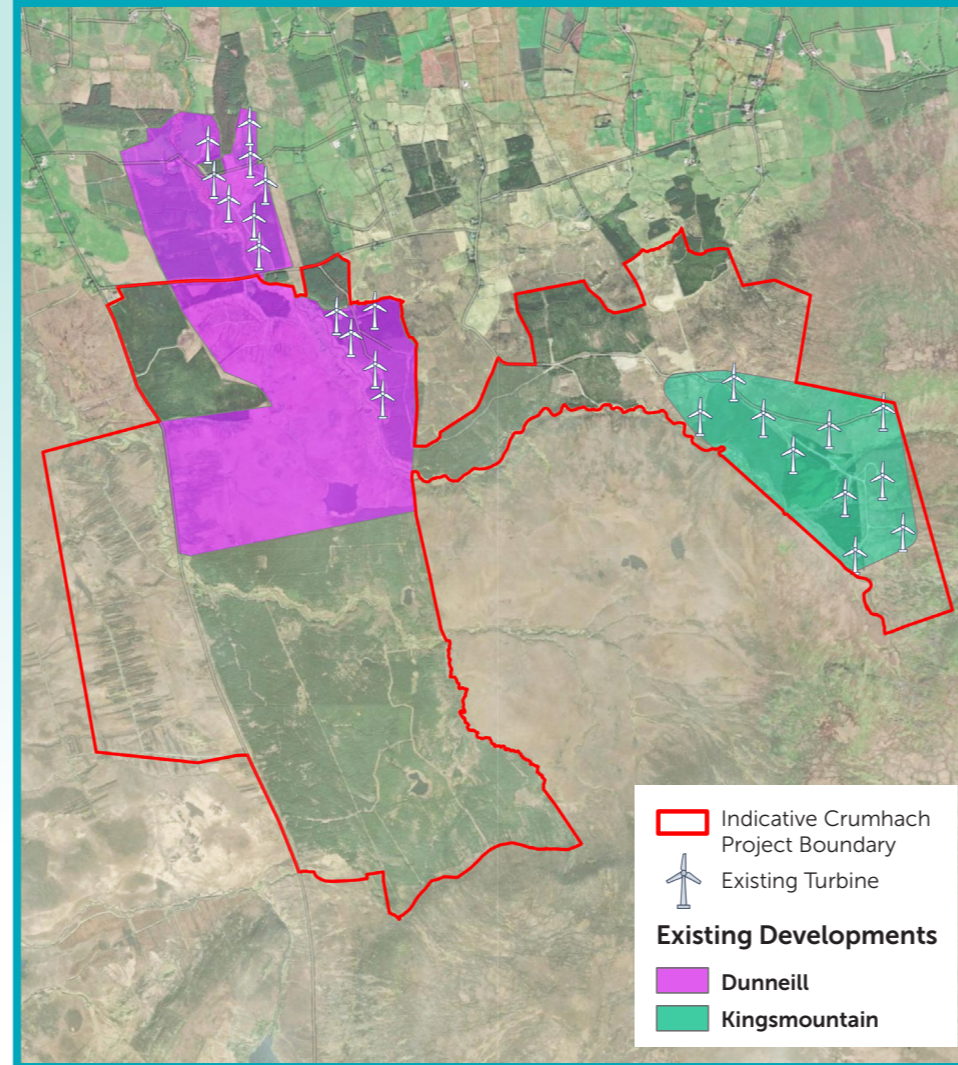 Indicative Crumhach
Project Boundary
Existing Turbine
Existing Developments
Dunneill
Kingsmountain